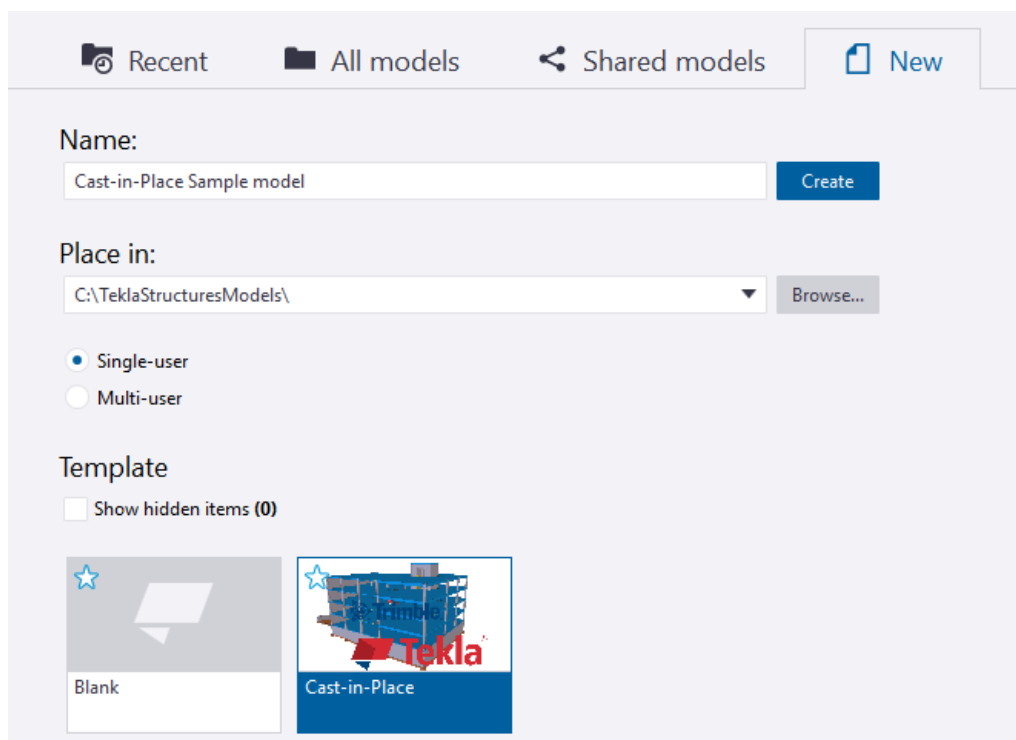 Recent All models Shared models New
Name:
Cast-in-Place Sample model Create
Place in:
C:\TeklaStructuresModels\ Browse...
Single-user
Multi-user
Template
Show hidden items (0)
Trimble
Tekla
Blank Cast-in-Place